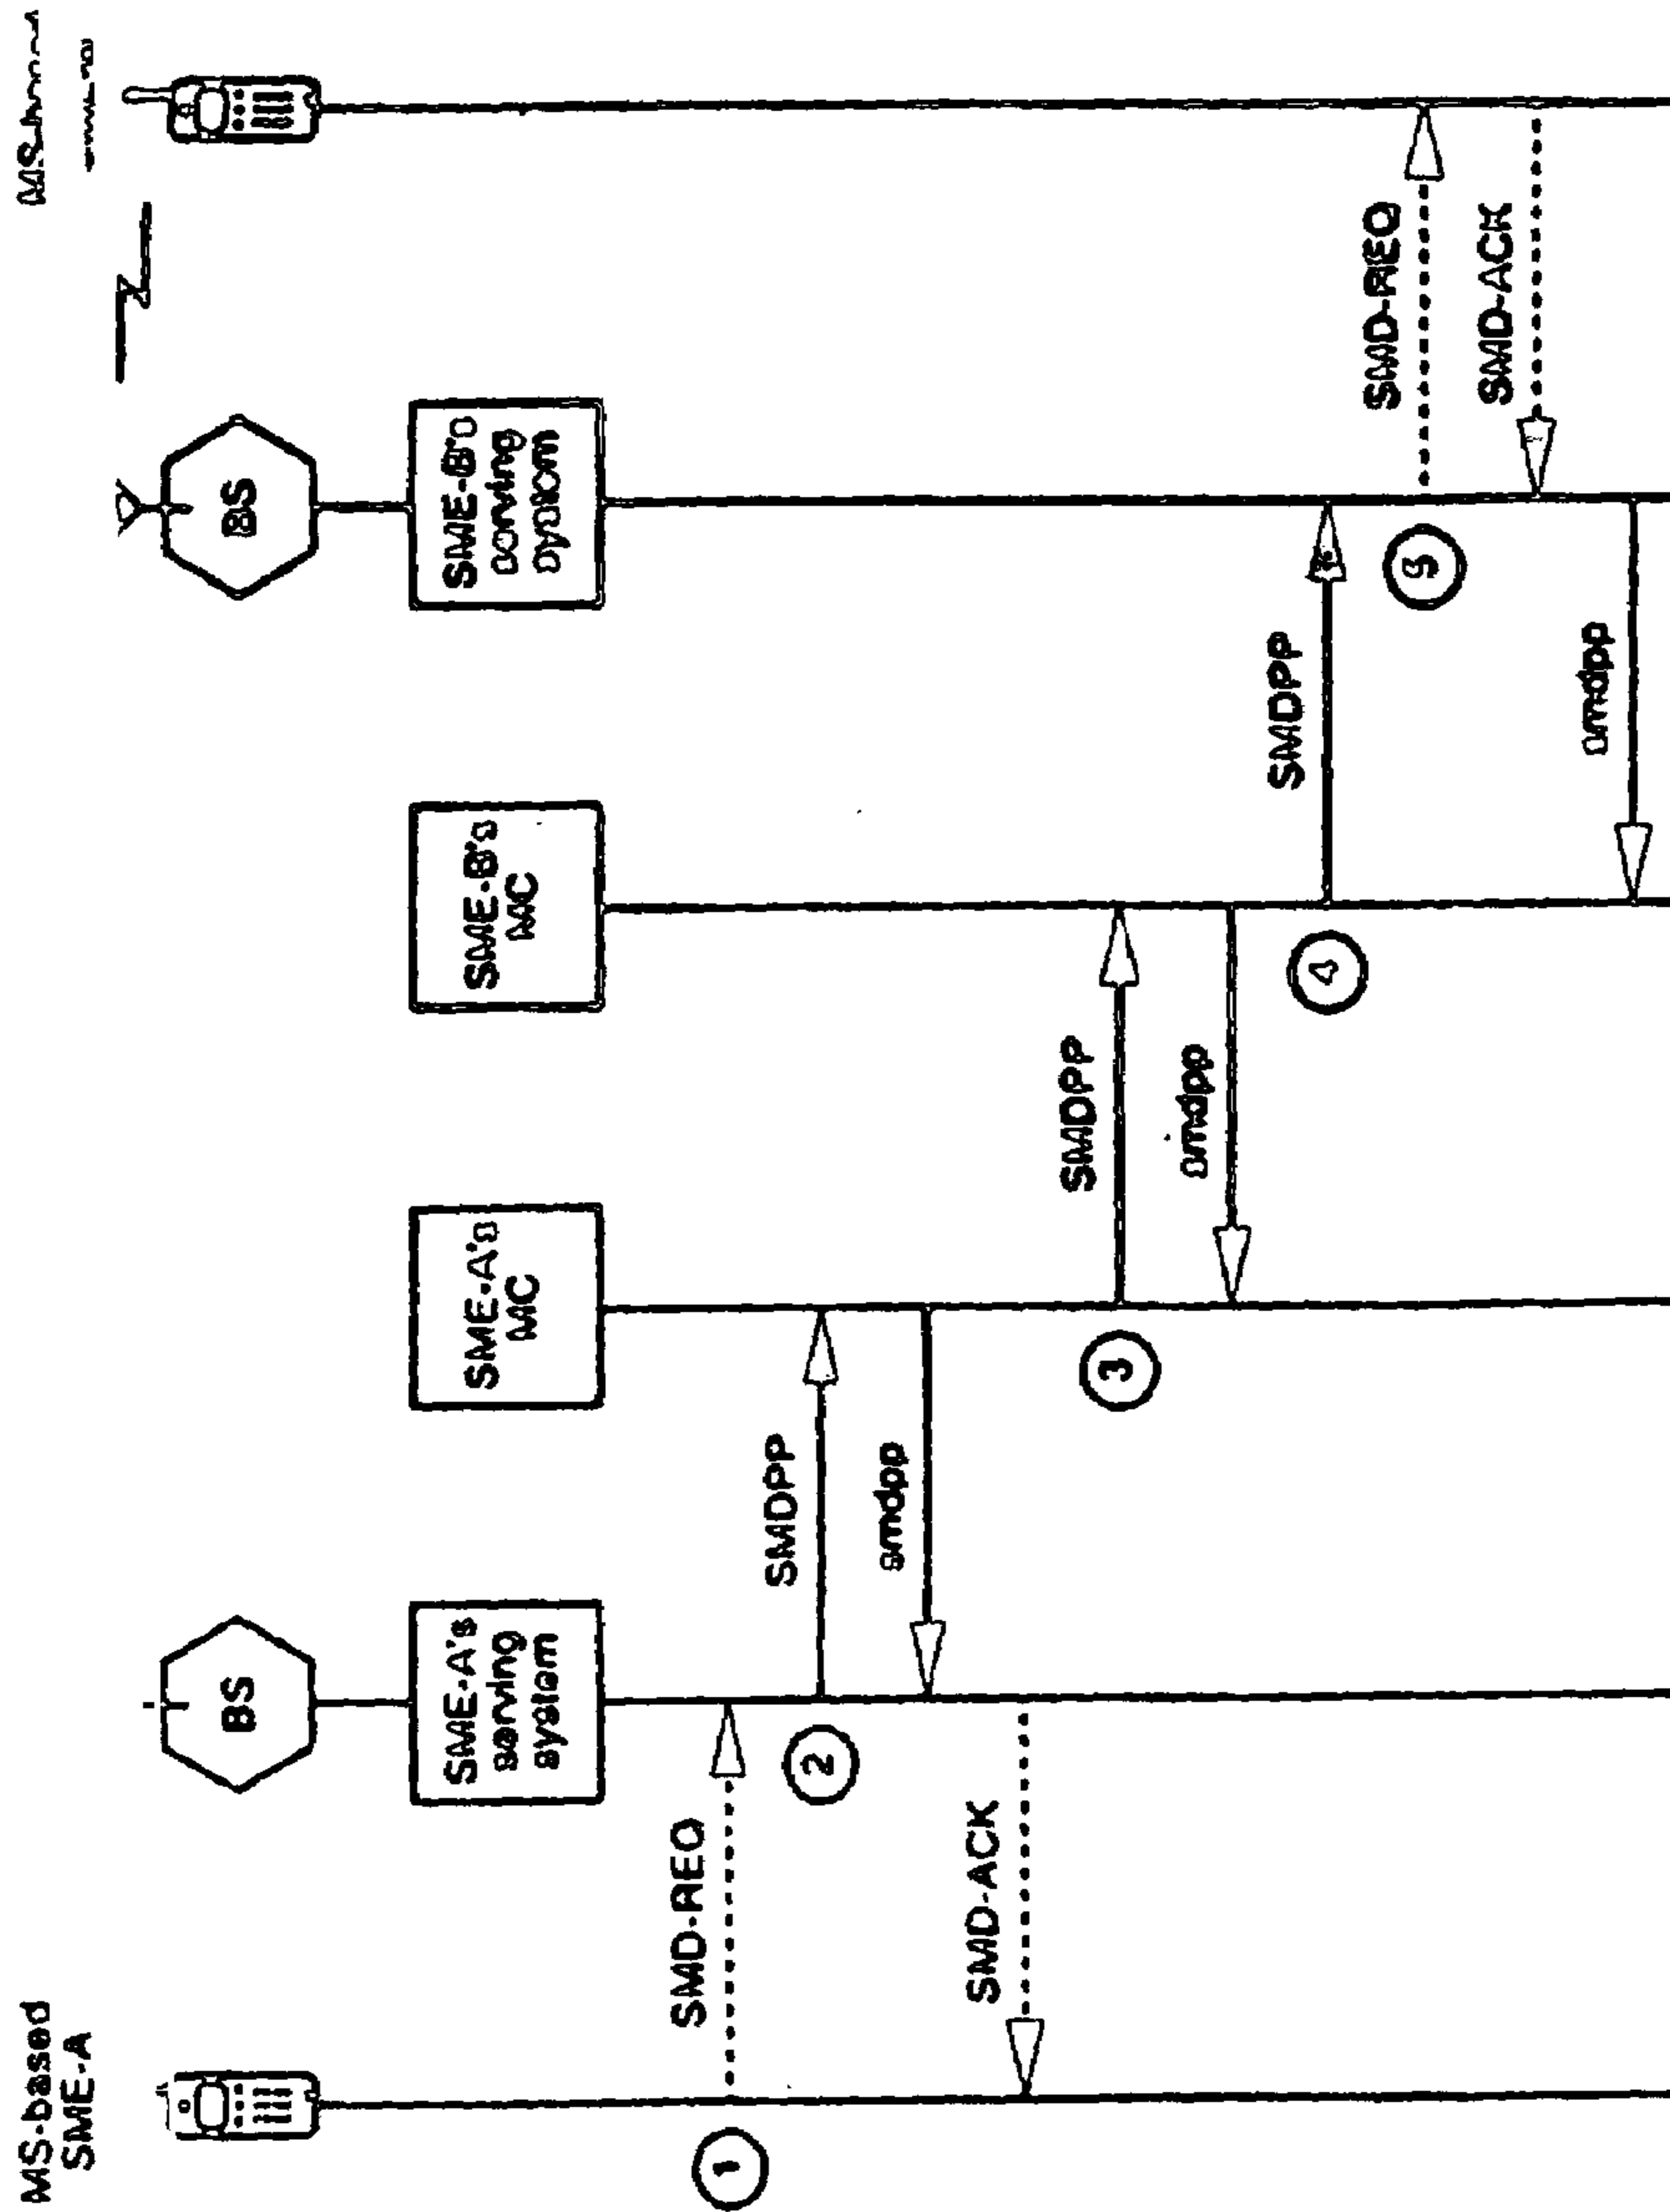 MS-based
SME-A
BS
BS
SME-A's
serving
system
SME-A's
MC
SME-B's
MC
SME-B's
serving
system
1
SMD-REQ
2
SMDPP
smdpp
SMD-ACK
3
SMDPP
smdpp
4
SMDPP
5
SMD-REQ
SMD-ACK
smdpp